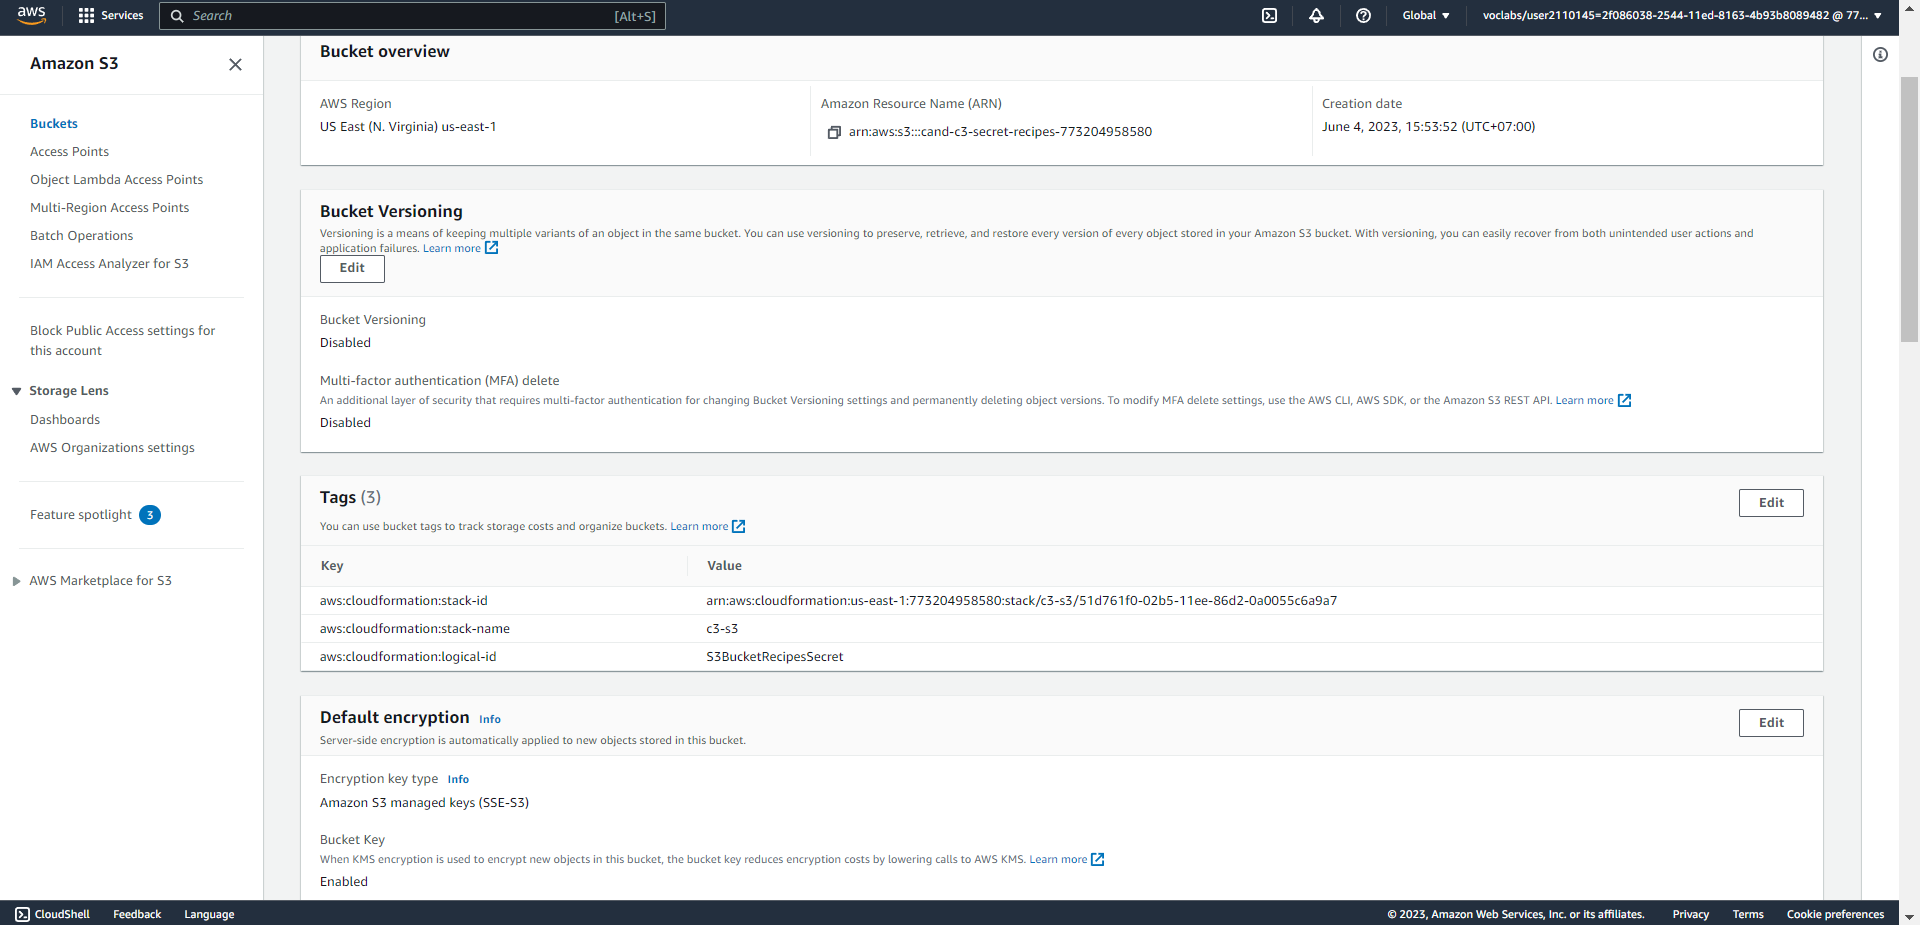 aws
Services
Search
[Alt+S]
Global
voclabs/user2110145=2f086038-2544-11ed-8163-4b93b8089482 @ 77...
Amazon S3
Buckets
Access Points
Object Lambda Access Points
Multi-Region Access Points
Batch Operations
IAM Access Analyzer for S3
Block Public Access settings for
this account
Storage Lens
Dashboards
AWS Organizations settings
Feature spotlight 3
AWS Marketplace for S3
Bucket overview
AWS Region
US East (N. Virginia) us-east-1
Amazon Resource Name (ARN)
arn:aws:s3:::cand-c3-secret-recipes-773204958580
Creation date
June 4, 2023, 15:53:52 (UTC+07:00)
Bucket Versioning
Versioning is a means of keeping multiple variants of an object in the same bucket. You can use versioning to preserve, retrieve, and restore every version of every object stored in your Amazon S3 bucket. With versioning, you can easily recover from both unintended user actions and
application failures. Learn more
Edit
Bucket Versioning
Disabled
Multi-factor authentication (MFA) delete
An additional layer of security that requires multi-factor authentication for changing Bucket Versioning settings and permanently deleting object versions. To modify MFA delete settings, use the AWS CLI, AWS SDK, or the Amazon S3 REST API. Learn more
Disabled
Tags (3)
Edit
You can use bucket tags to track storage costs and organize buckets. Learn more
Key Value
aws:cloudformation:stack-id arn:aws:cloudformation:us-east-1:773204958580:stack/c3-s3/51d761f0-02b5-11ee-86d2-0a0055c6a9a7
aws:cloudformation:stack-name c3-s3
aws:cloudformation:logical-id S3BucketRecipesSecret
Default encryption Info
Edit
Server-side encryption is automatically applied to new objects stored in this bucket.
Encryption key type Info
Amazon S3 managed keys (SSE-S3)
Bucket Key
When KMS encryption is used to encrypt new objects in this bucket, the bucket key reduces encryption costs by lowering calls to AWS KMS. Learn more
Enabled
CloudShell Feedback Language
© 2023, Amazon Web Services, Inc. or its affiliates. Privacy Terms Cookie preferences